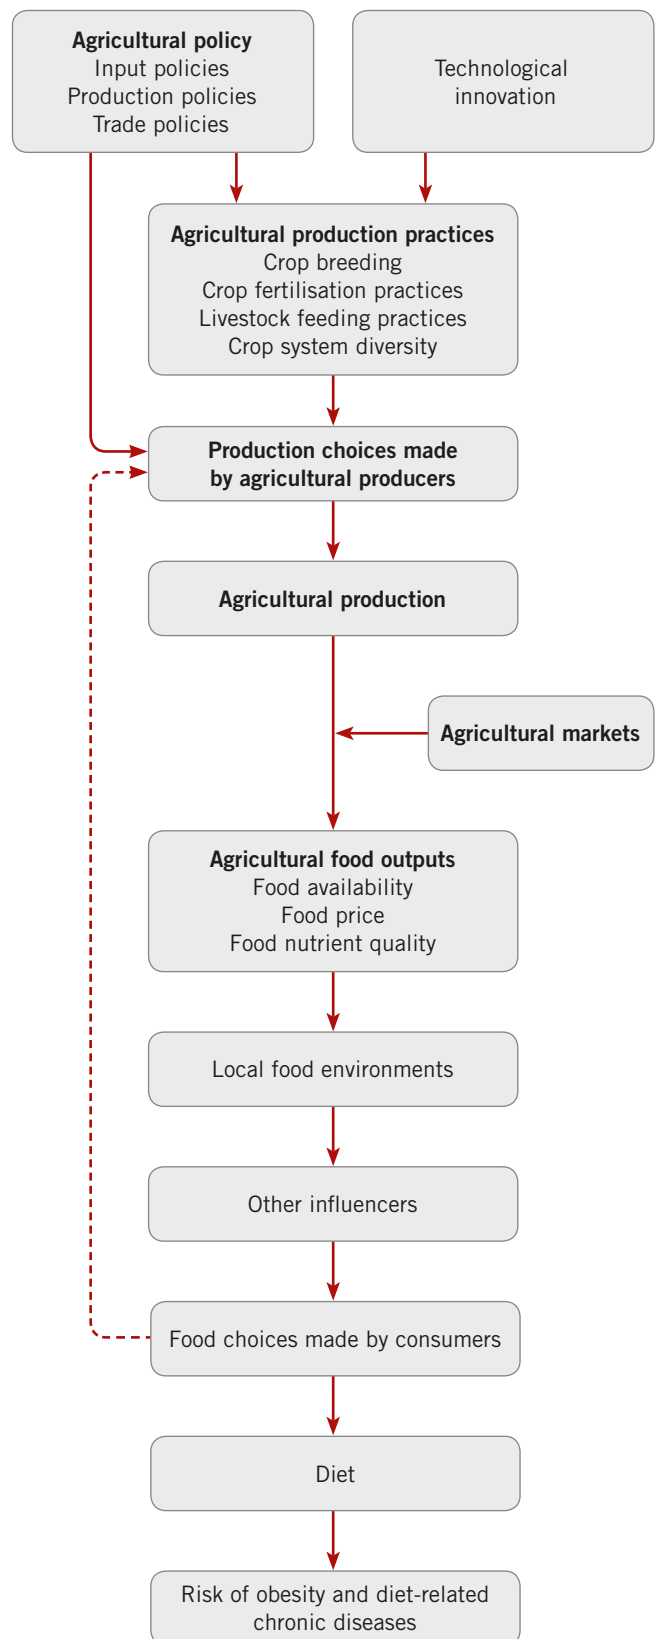 Agricultural policy
Input policies
Production policies
Trade policies
Technological
innovation
Agricultural production practices
Crop breeding
Crop fertilisation practices
Livestock feeding practices
Crop system diversity
Production choices made
by agricultural producers
Agricultural production
Agricultural markets
Agricultural food outputs
Food availability
Food price
Food nutrient quality
Local food environments
Other influencers
Food choices made by consumers
Diet
Risk of obesity and diet-related
chronic diseases